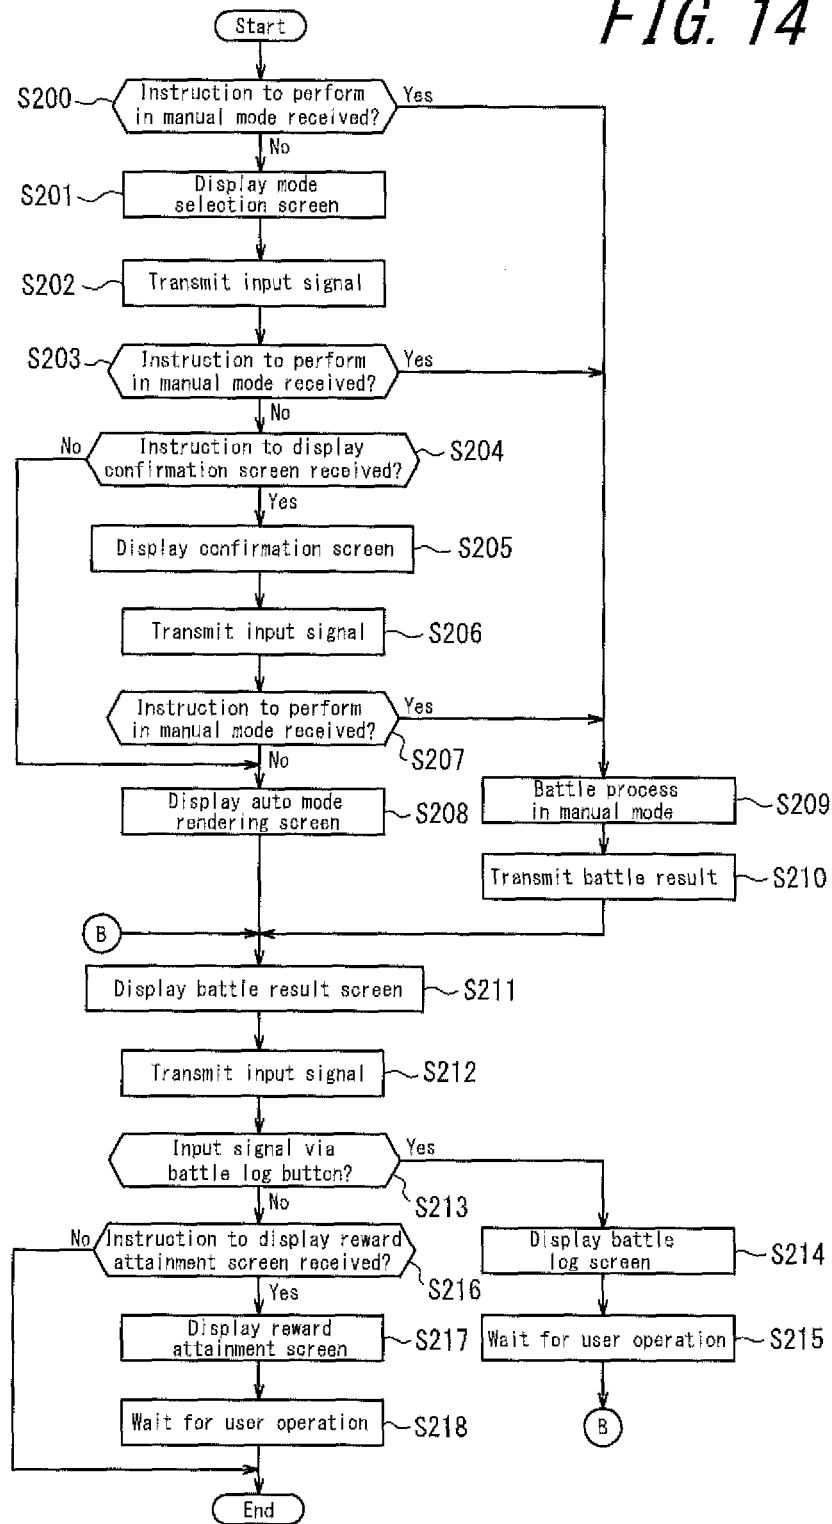 FIG. 14
Start
S200
Instruction to perform
in manual mode received?
Yes
No
S201
Display mode
selection screen
S202
Transmit input signal
S203
Instruction to perform
in manual mode received?
Yes
No
No
Instruction to display
confirmation screen received?
S204
Yes
Display confirmation screen
S205
Transmit input signal
S206
Instruction to perform
in manual mode received?
Yes
S207
No
Display auto mode
rendering screen
S208
Battle process
in manual mode
S209
Transmit battle result
S210
B
Display battle result screen
S211
Transmit input signal
S212
Input signal via
battle log button?
Yes
S213
No
No
Instruction to display reward
attainment screen received?
S216
Yes
Display battle
log screen
S214
Display reward
attainment screen
S217
Wait for user operation
S215
Wait for user operation
S218
B
End